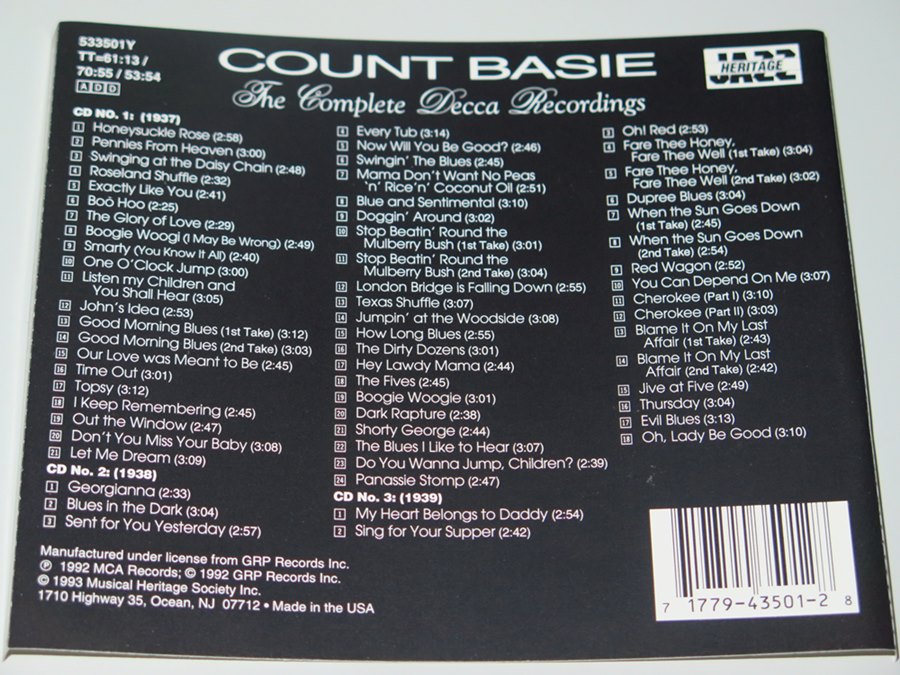 533501Y
TT=61:13 /
70:55 / 53:54
ADD
COUNT BASIE
The Complete Decca Recordings
JAZZ HERITAGE
CD NO. 1: (1937)
1 Honeysuckle Rose (2:58)
2 Pennies From Heaven (3:00)
3 Swinging at the Daisy Chain (2:48)
4 Roseland Shuffle (2:32)
5 Exactly Like You (2:41)
6 Boo Hoo (2:25)
7 The Glory of Love (2:29)
8 Boogie Woogi (I May Be Wrong) (2:49)
9 Smarty (You Know It All) (2:40)
10 One O'Clock Jump (3:00)
11 Listen my Children and
You Shall Hear (3:05)
12 John's Idea (2:53)
13 Good Morning Blues (1st Take) (3:12)
14 Good Morning Blues (2nd Take) (3:03)
15 Our Love was Meant to Be (2:45)
16 Time Out (3:01)
17 Topsy (3:12)
18 I Keep Remembering (2:45)
19 Out the Window (2:47)
20 Don't You Miss Your Baby (3:08)
21 Let Me Dream (3:09)
CD No. 2: (1938)
1 Georgianna (2:33)
2 Blues in the Dark (3:04)
3 Sent for You Yesterday (2:57)
4 Every Tub (3:14)
5 Now Will You Be Good? (2:46)
6 Swingin' The Blues (2:45)
7 Mama Don't Want No Peas
'n' Rice 'n' Coconut Oil (2:51)
8 Blue and Sentimental (3:10)
9 Doggin' Around (3:02)
10 Stop Beatin' Round the
Mulberry Bush (1st Take) (3:01)
11 Stop Beatin' Round the
Mulberry Bush (2nd Take) (3:04)
12 London Bridge is Falling Down (2:55)
13 Texas Shuffle (3:07)
14 Jumpin' at the Woodside (3:08)
15 How Long Blues (2:55)
16 The Dirty Dozens (3:01)
17 Hey Lawdy Mama (2:44)
18 The Fives (2:45)
19 Boogie Woogie (3:01)
20 Dark Rapture (2:38)
21 Shorty George (2:44)
22 The Blues I Like to Hear (3:07)
23 Do You Wanna Jump, Children? (2:39)
24 Panassie Stomp (2:47)
CD No. 3: (1939)
1 My Heart Belongs to Daddy (2:54)
2 Sing for Your Supper (2:42)
3 Oh! Red (2:53)
4 Fare Thee Honey,
Fare Thee Well (1st Take) (3:04)
5 Fare Thee Honey,
Fare Thee Well (2nd Take) (3:02)
6 Dupree Blues (3:04)
7 When the Sun Goes Down
(1st Take) (2:45)
8 When the Sun Goes Down
(2nd Take) (2:54)
9 Red Wagon (2:52)
10 You Can Depend On Me (3:07)
11 Cherokee (Part I) (3:10)
12 Cherokee (Part II) (3:03)
13 Blame It On My Last
Affair (1st Take) (2:43)
14 Blame It On My Last
Affair (2nd Take) (2:42)
15 Jive at Five (2:49)
16 Thursday (3:04)
17 Evil Blues (3:13)
18 Oh, Lady Be Good (3:10)
Manufactured under license from GRP Records Inc.
℗ 1992 MCA Records; © 1992 GRP Records Inc.
© 1993 Musical Heritage Society Inc.
1710 Highway 35, Ocean, NJ 07712 • Made in the USA
7 1779-43501-2 8